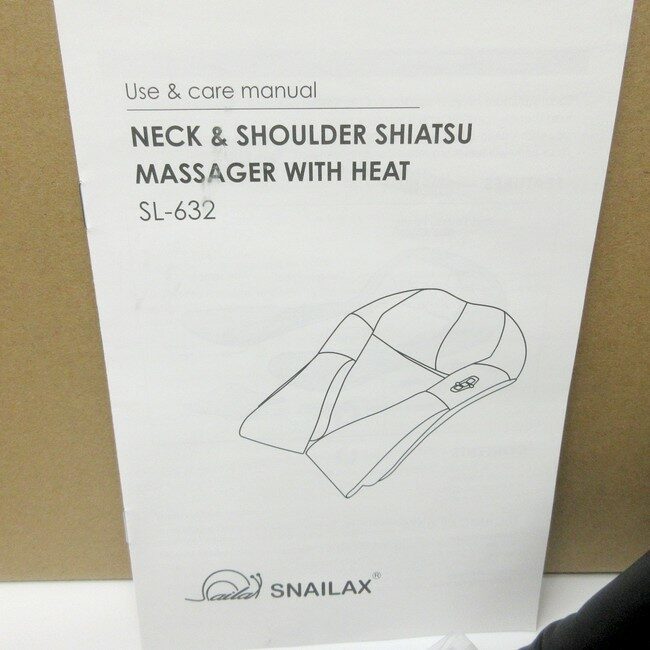 Use & care manual
NECK & SHOULDER SHIATSU
MASSAGER WITH HEAT
SL-632
SNAILAX®